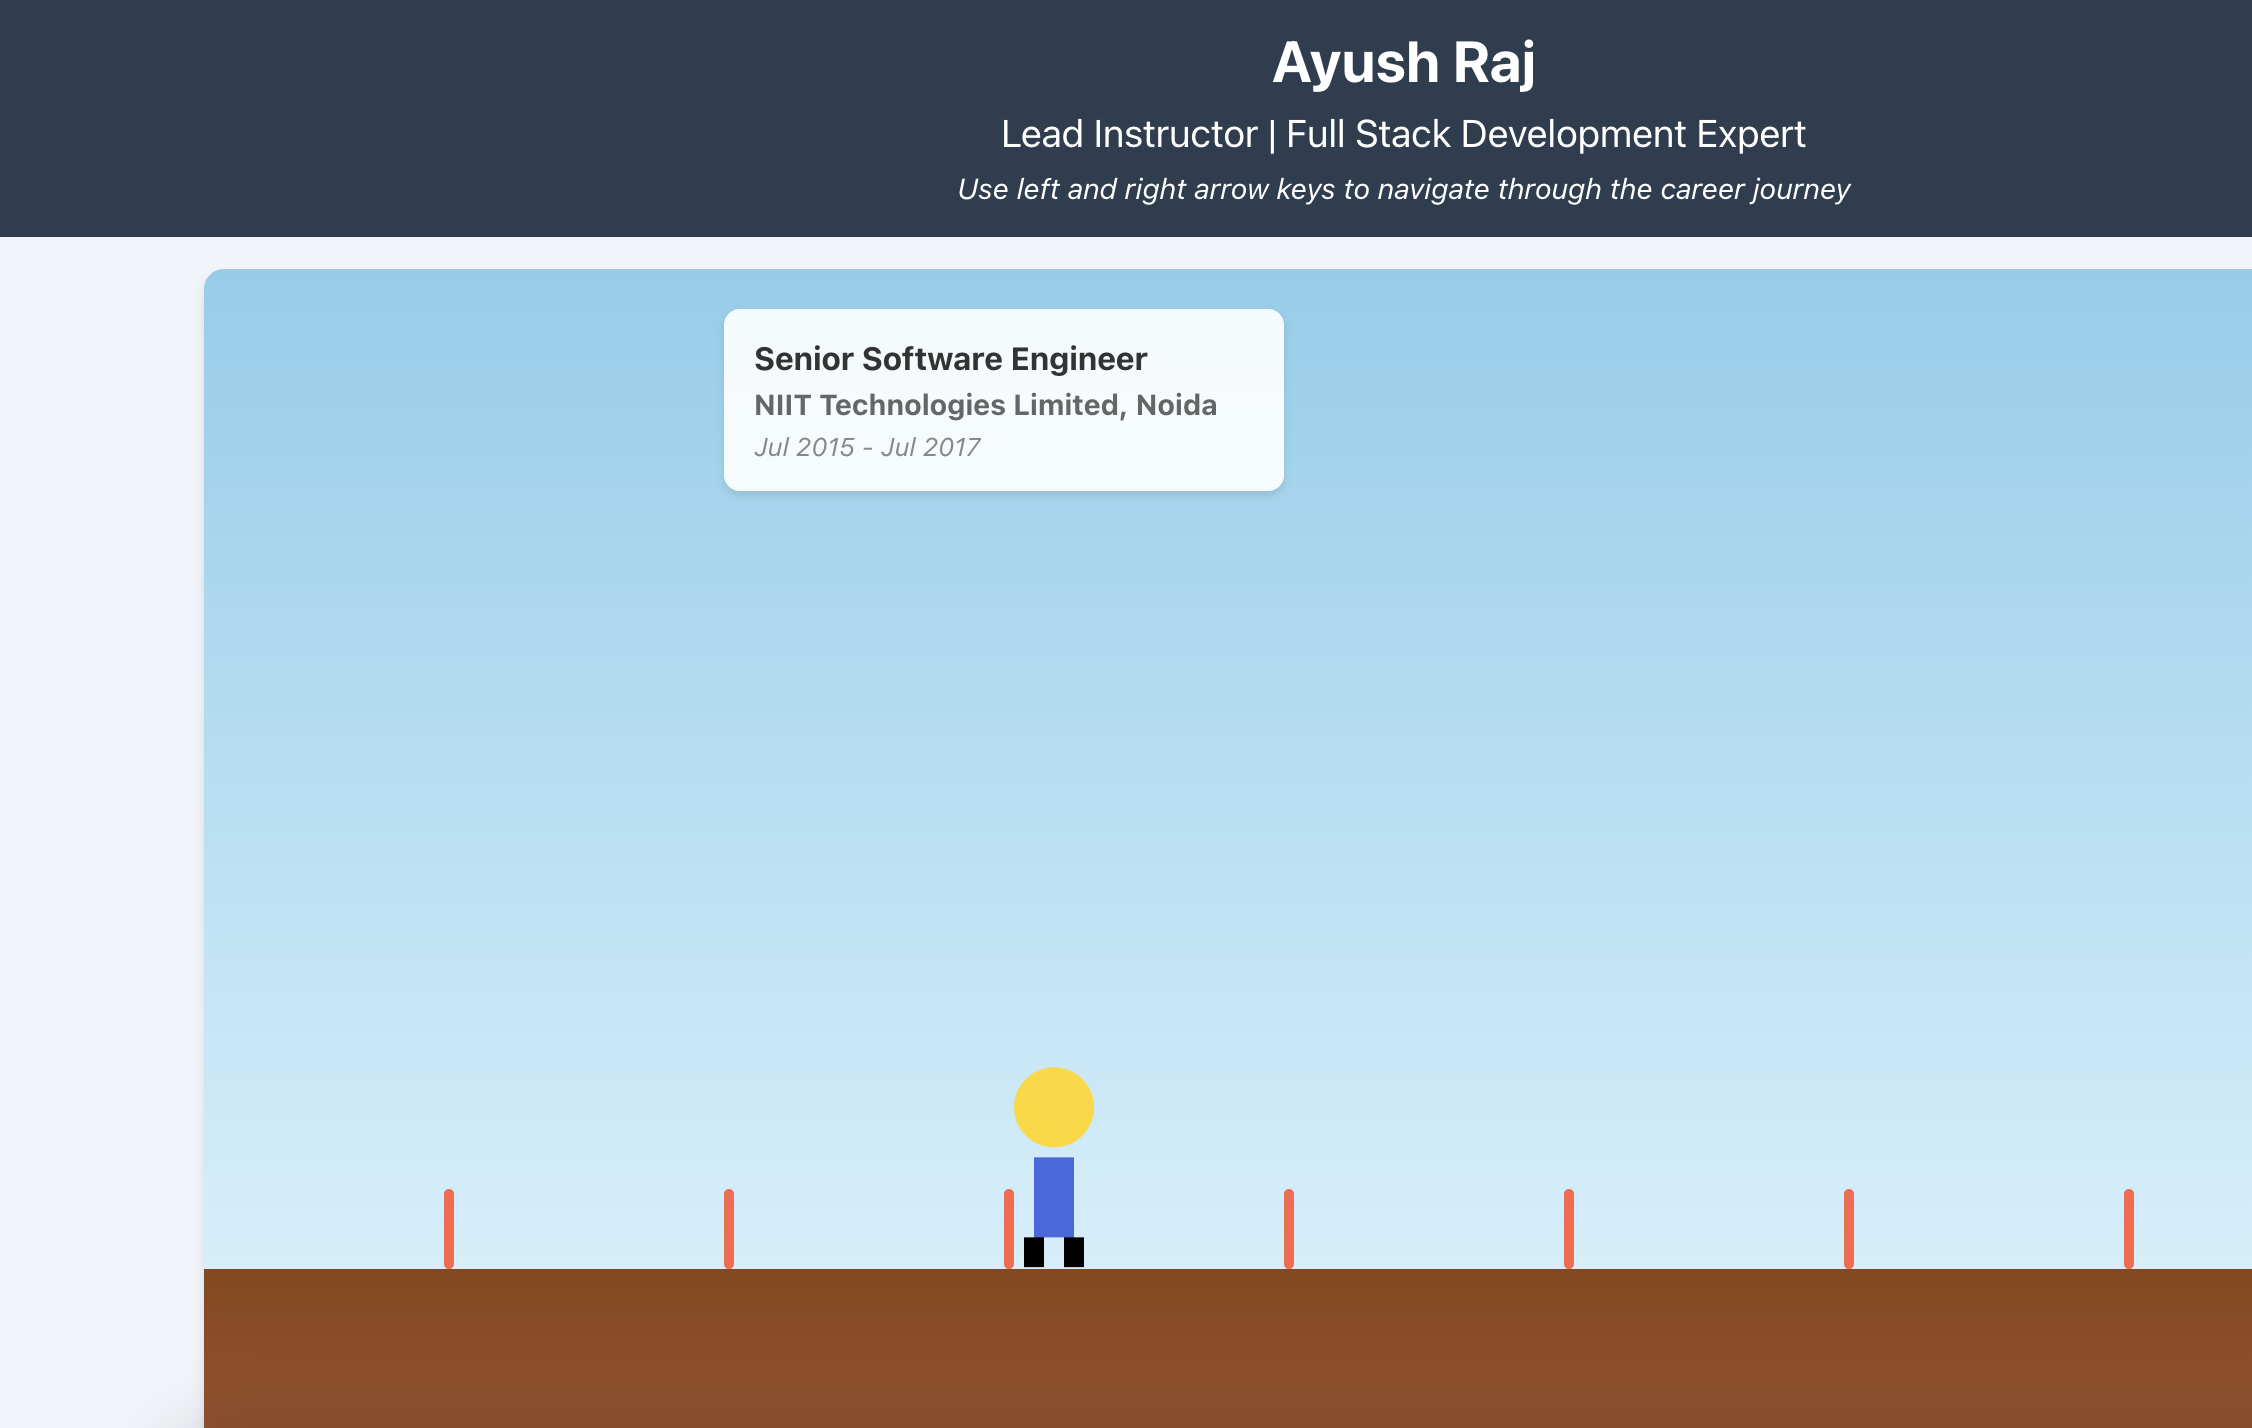 Ayush Raj
Lead Instructor | Full Stack Development Expert
Use left and right arrow keys to navigate through the career journey
Senior Software Engineer
NIIT Technologies Limited, Noida
Jul 2015 - Jul 2017